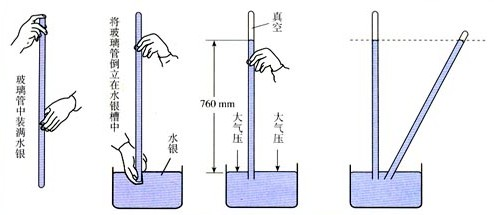 玻璃管中装满水银
将玻璃管倒立在水银槽中
水银
真空
760 mm
大气压
大气压